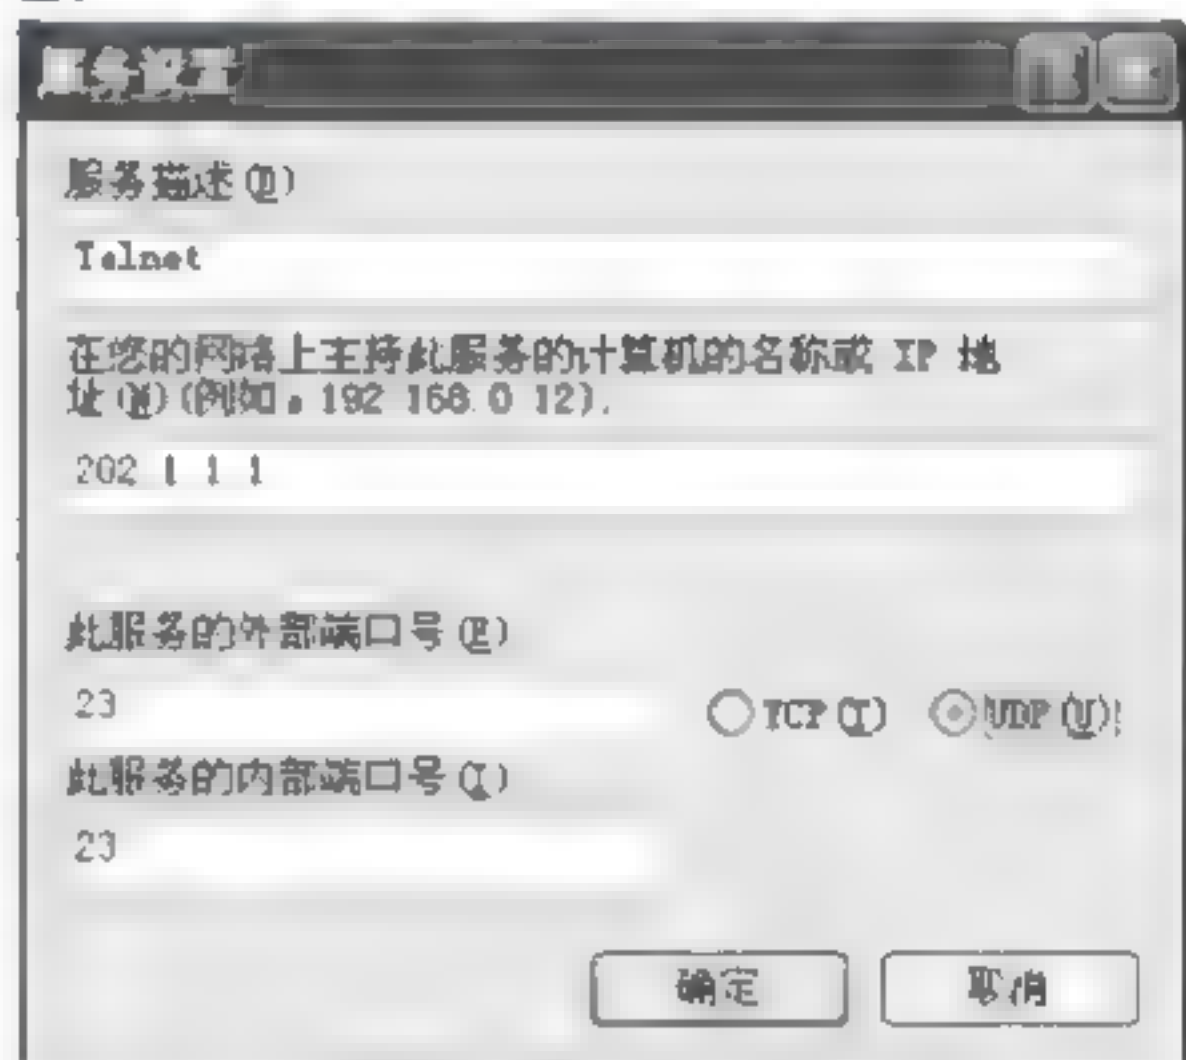 服务设置
服务描述(D)
Telnet
在您的网络上主持此服务的计算机的名称或 IP 地
址(N)(例如,192 168.0 12).
202 1 1 1
此服务的外部端口号(E)
23
TCP(T) UDP(U)
此服务的内部端口号(I)
23
确定 取消